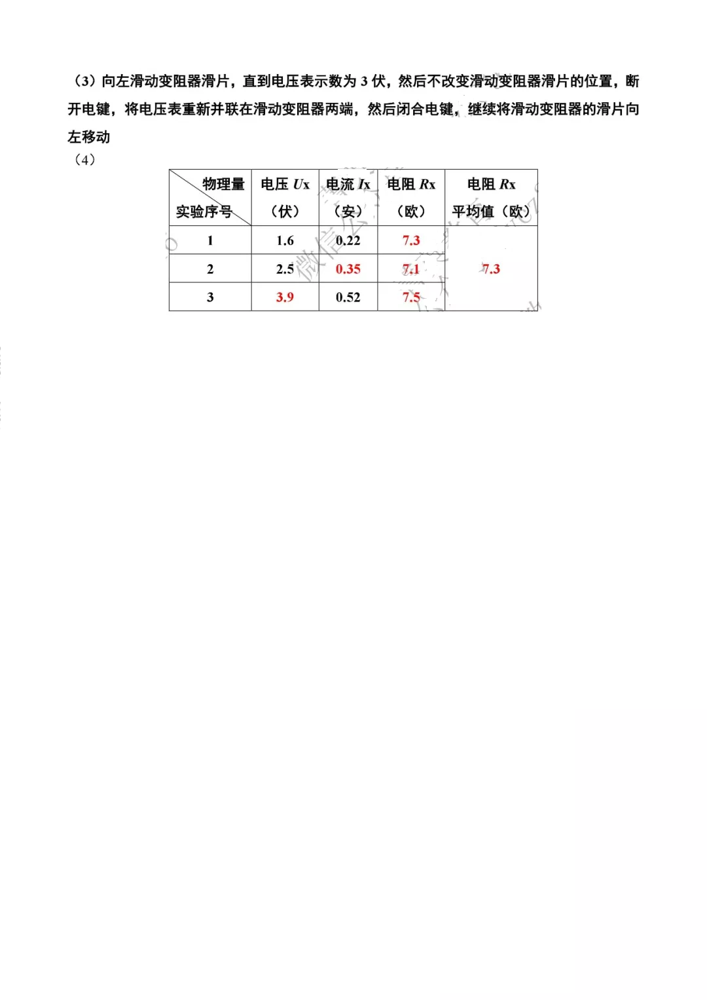 （3）向左滑动变阻器滑片，直到电压表示数为 3 伏，然后不改变滑动变阻器滑片的位置，断
开电键，将电压表重新并联在滑动变阻器两端，然后闭合电键，继续将滑动变阻器的滑片向
左移动
（4）
物理量 电压 Ux 电流 Ix 电阻 Rx 电阻 Rx
实验序号 （伏） （安） （欧） 平均值（欧）
1 1.6 0.22 7.3
2 2.5 0.35 7.1 7.3
3 3.9 0.52 7.5
微信公